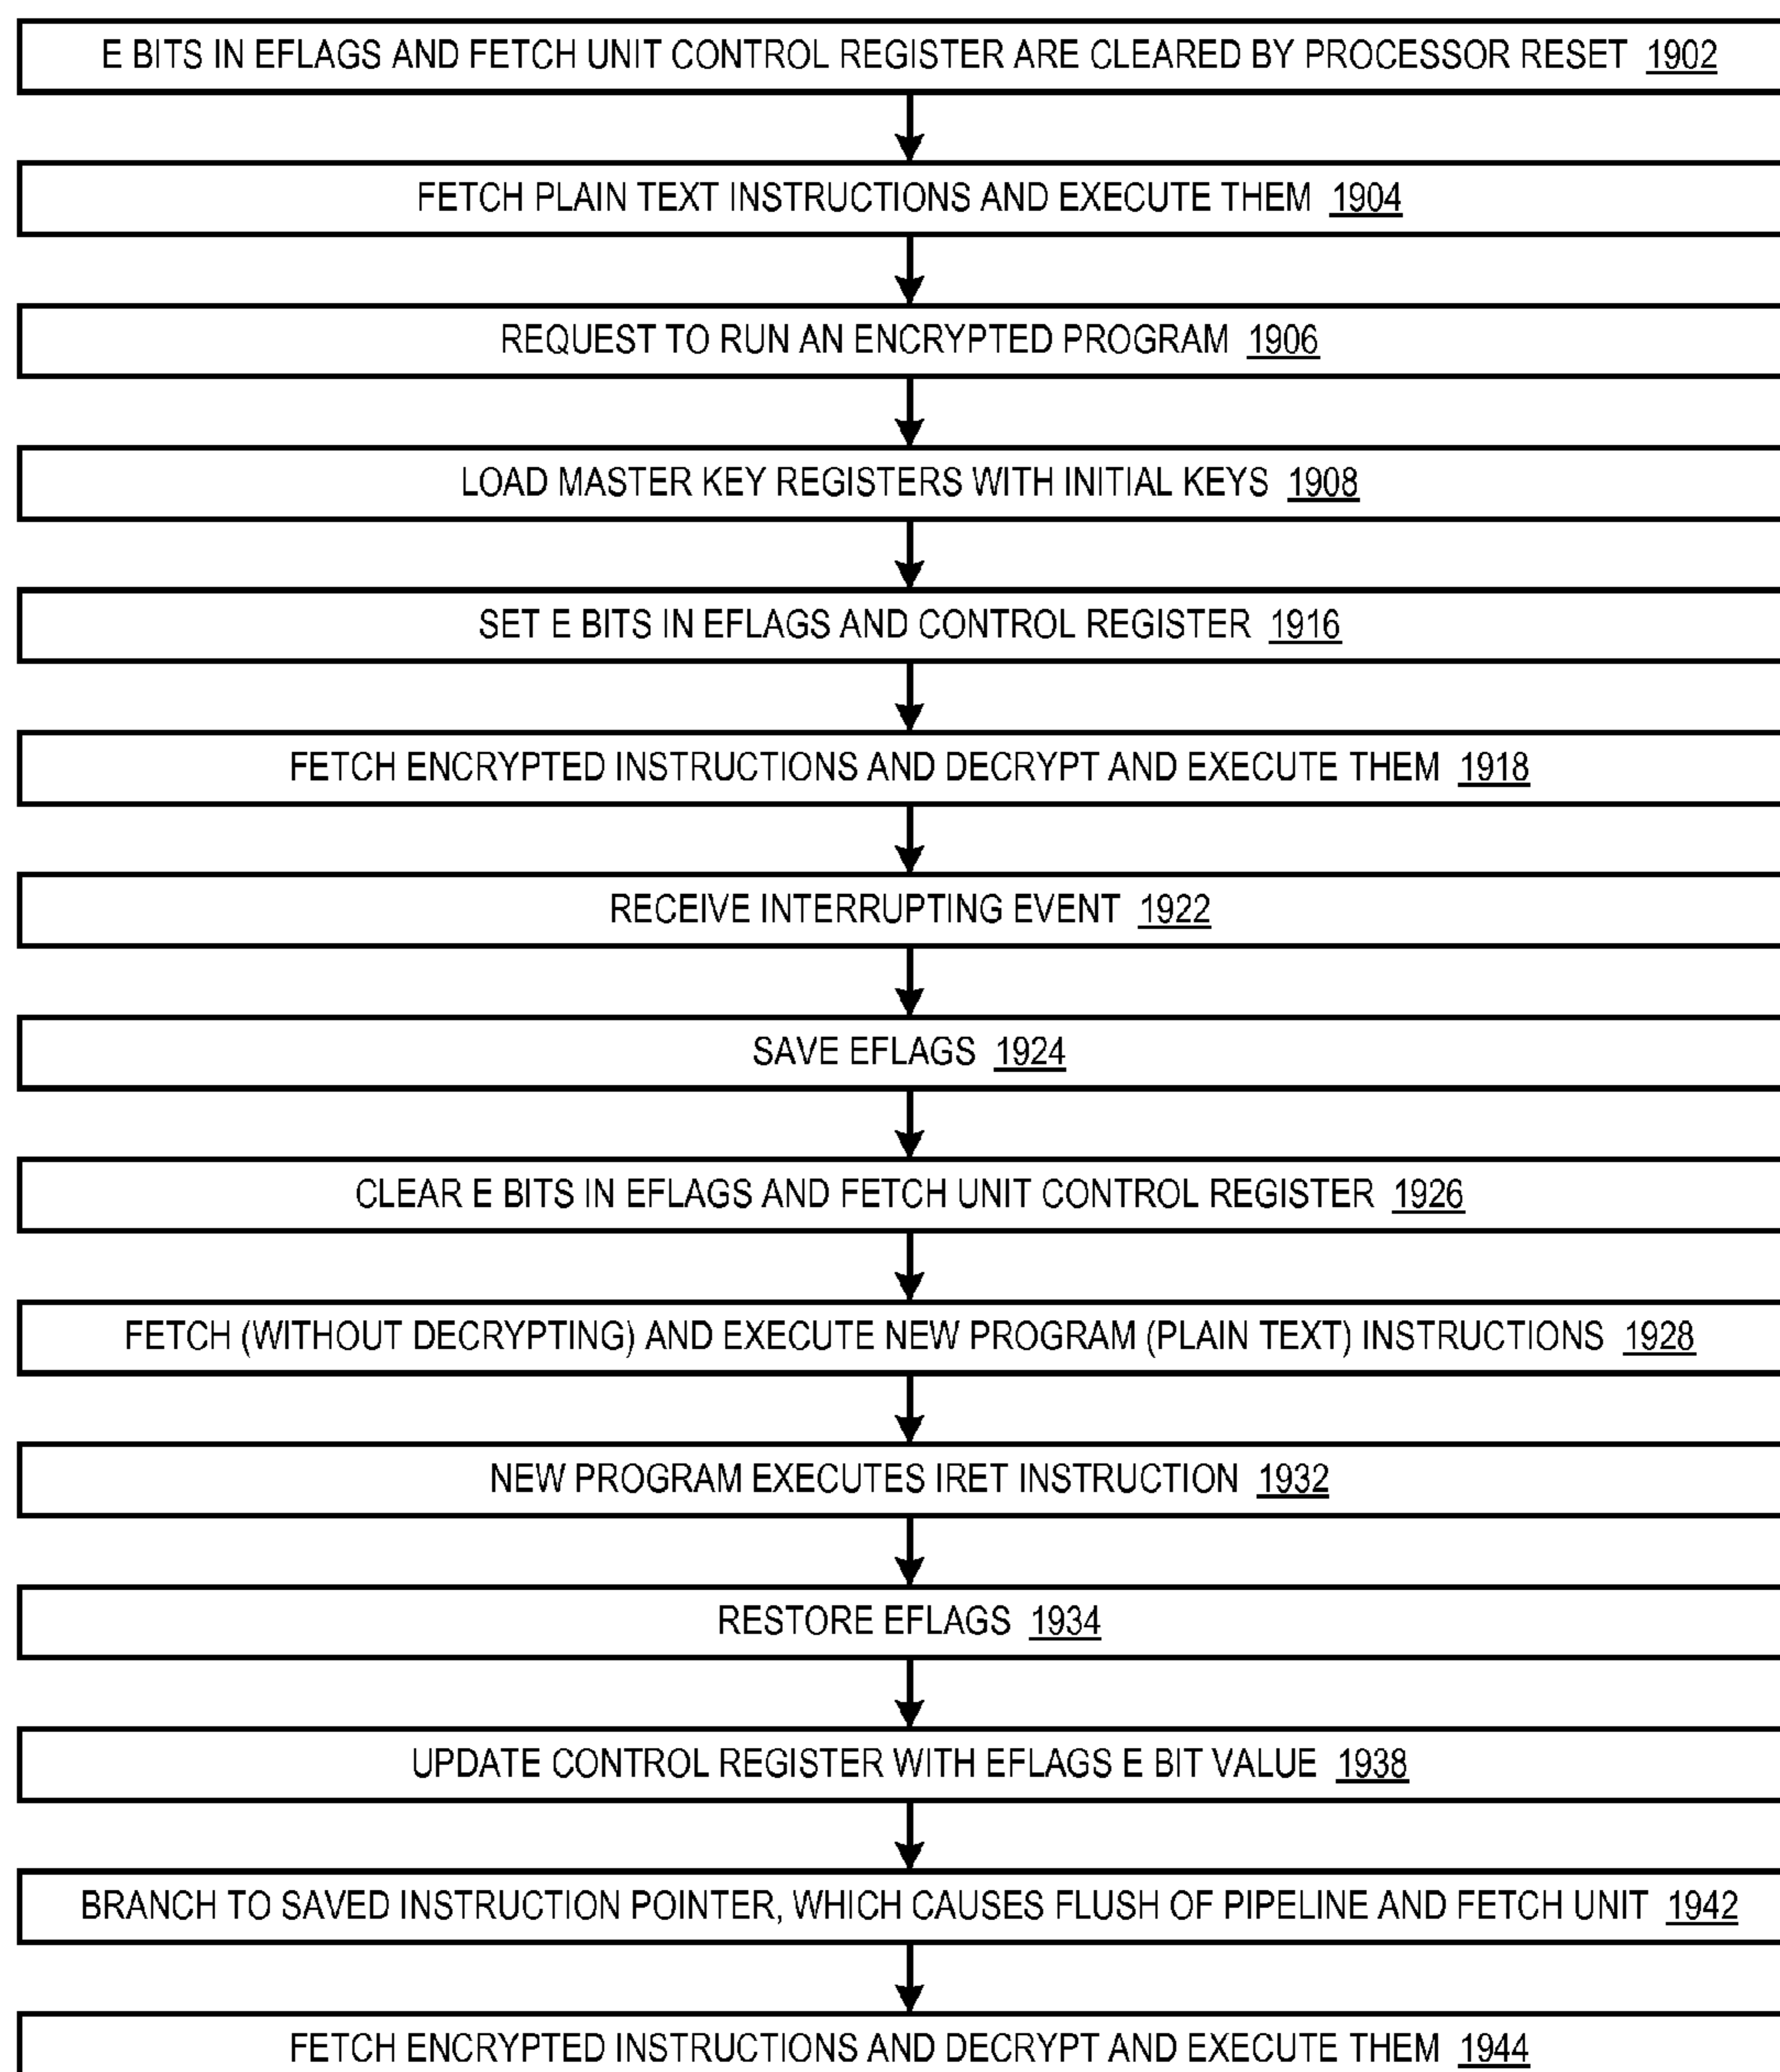 E BITS IN EFLAGS AND FETCH UNIT CONTROL REGISTER ARE CLEARED BY PROCESSOR RESET 1902
FETCH PLAIN TEXT INSTRUCTIONS AND EXECUTE THEM 1904
REQUEST TO RUN AN ENCRYPTED PROGRAM 1906
LOAD MASTER KEY REGISTERS WITH INITIAL KEYS 1908
SET E BITS IN EFLAGS AND CONTROL REGISTER 1916
FETCH ENCRYPTED INSTRUCTIONS AND DECRYPT AND EXECUTE THEM 1918
RECEIVE INTERRUPTING EVENT 1922
SAVE EFLAGS 1924
CLEAR E BITS IN EFLAGS AND FETCH UNIT CONTROL REGISTER 1926
FETCH (WITHOUT DECRYPTING) AND EXECUTE NEW PROGRAM (PLAIN TEXT) INSTRUCTIONS 1928
NEW PROGRAM EXECUTES IRET INSTRUCTION 1932
RESTORE EFLAGS 1934
UPDATE CONTROL REGISTER WITH EFLAGS E BIT VALUE 1938
BRANCH TO SAVED INSTRUCTION POINTER, WHICH CAUSES FLUSH OF PIPELINE AND FETCH UNIT 1942
FETCH ENCRYPTED INSTRUCTIONS AND DECRYPT AND EXECUTE THEM 1944